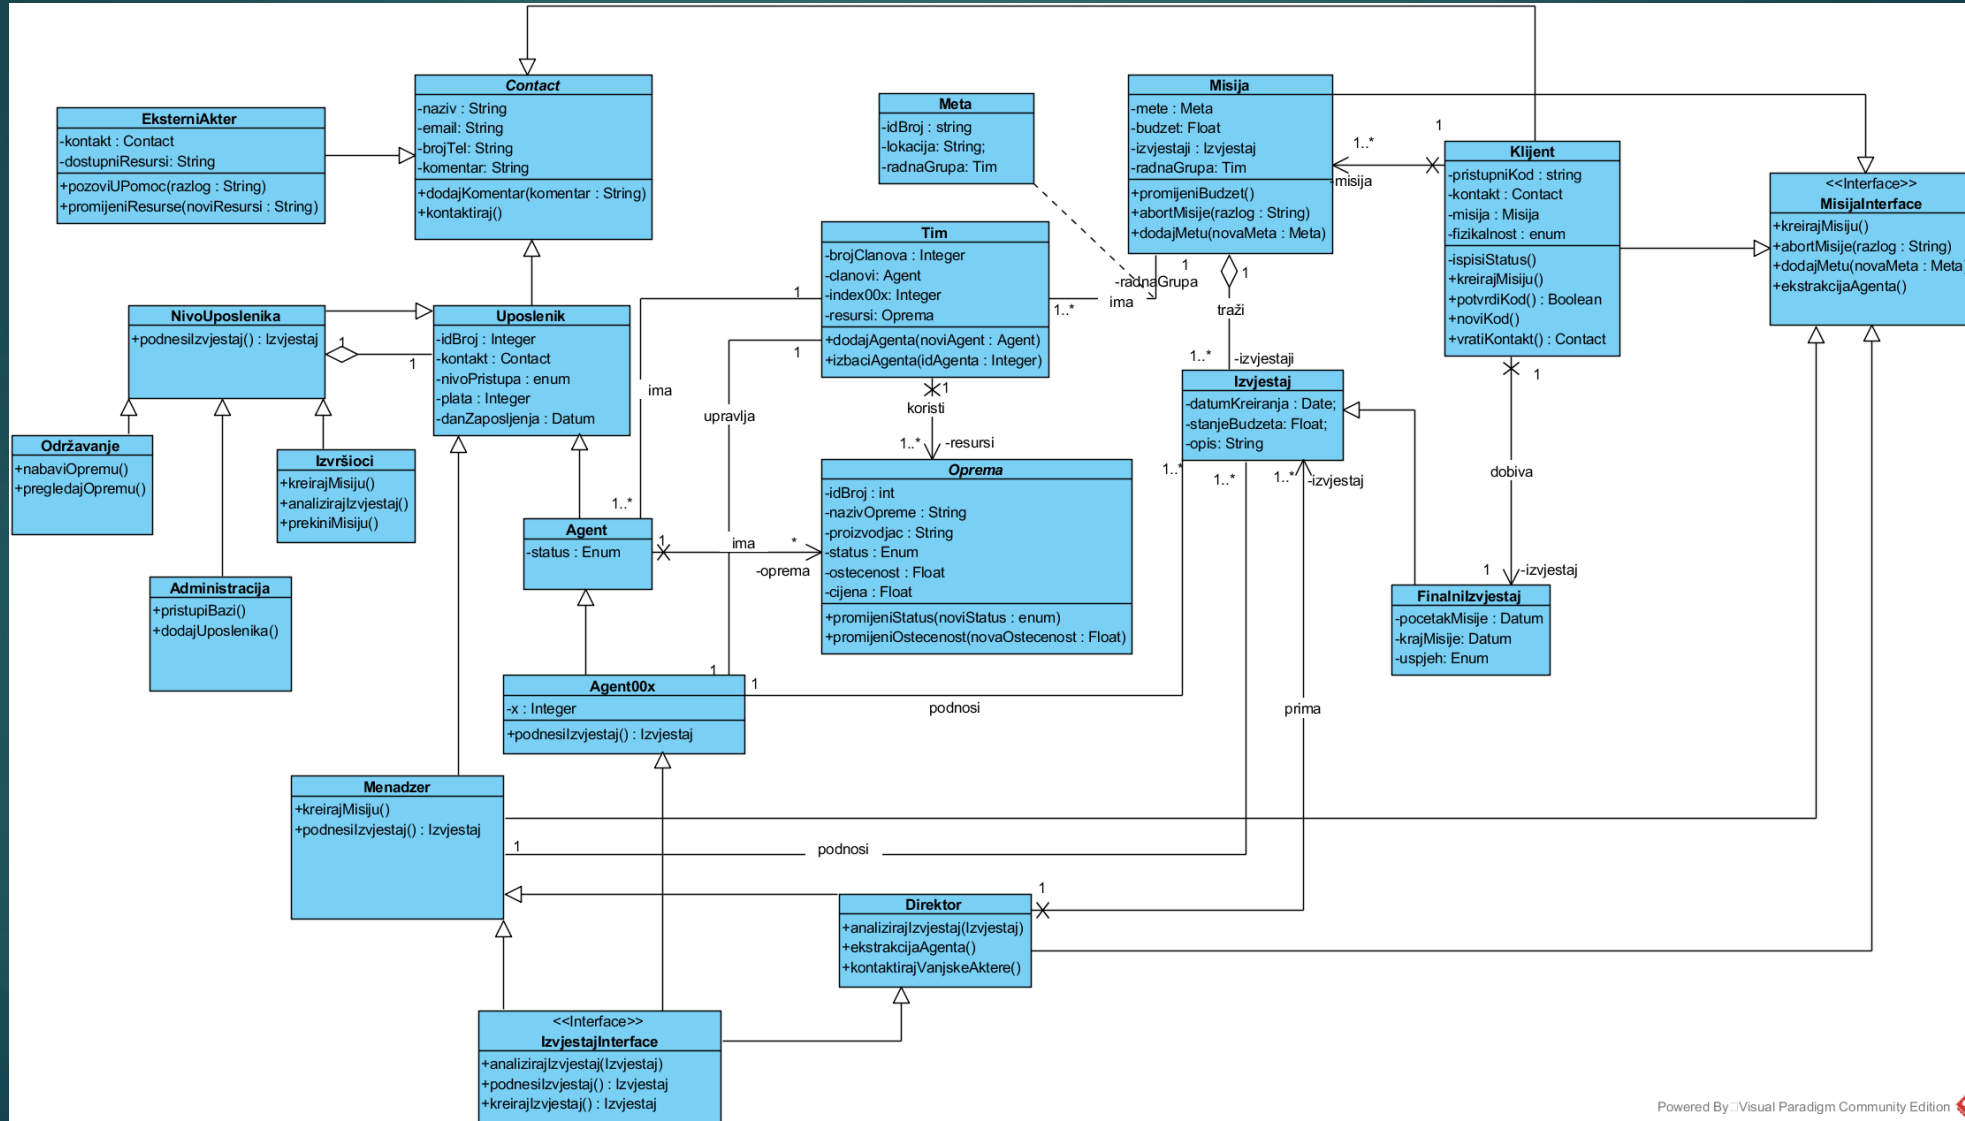 Contact
-naziv : String
-email: String
-brojTel: String
-komentar: String
+dodajKomentar(komentar : String)
+kontaktiraj()
EksterniAkter
-kontakt : Contact
-dostupniResursi: String
+pozoviUPomoc(razlog : String)
+promijeniResurse(noviResursi : String)
Meta
-idBroj : string
-lokacija: String;
-radnaGrupa: Tim
Misija
-mete : Meta
-budzet: Float
-izvjestaji : Izvjestaj
-radnaGrupa: Tim
+promijeniBudzet()
+abortMisije(razlog : String)
+dodajMetu(novaMeta : Meta)
1..*
1
-misija
Klijent
-pristupniKod : string
-kontakt : Contact
-misija : Misija
-fizikalnost : enum
-ispisiStatus()
+kreirajMisiju()
+potvrdiKod() : Boolean
+noviKod()
+vratiKontakt() : Contact
<<Interface>>
MisijaInterface
+kreirajMisiju()
+abortMisije(razlog : String)
+dodajMetu(novaMeta : Meta)
+ekstrakcijaAgenta()
Tim
-brojClanova : Integer
-clanovi: Agent
-index00x: Integer
-resursi: Oprema
+dodajAgenta(noviAgent : Agent)
+izbaciAgenta(idAgenta : Integer)
1
1
1..*
ima
-radnaGrupa
1
1
traži
1..*
-izvjestaji
NivoUposlenika
+podnesiIzvjestaj() : Izvjestaj
1
1
Uposlenik
-idBroj : Integer
-kontakt : Contact
-nivoPristupa : enum
-plata : Integer
-danZaposljenja : Datum
ima
upravlja
1
koristi
1..*
-resursi
Izvjestaj
-datumKreiranja : Date;
-stanjeBudzeta: Float;
-opis: String
1..*
1..*
1..*
-izvjestaj
1
dobiva
1
-izvjestaj
Održavanje
+nabaviOpremu()
+pregledajOpremu()
Izvršioci
+kreirajMisiju()
+analizirajIzvjestaj()
+prekiniMisiju()
Administracija
+pristupiBazi()
+dodajUposlenika()
1..*
Agent
-status : Enum
1
ima
*
-oprema
Oprema
-idBroj : int
-nazivOpreme : String
-proizvodjac : String
-status : Enum
-ostecenost : Float
-cijena : Float
+promijeniStatus(noviStatus : enum)
+promijeniOstecenost(novaOstecenost : Float)
FinalniIzvjestaj
-pocetakMisije : Datum
-krajMisije: Datum
-uspjeh: Enum
1
1
Agent00x
-x : Integer
+podnesiIzvjestaj() : Izvjestaj
podnosi
prima
Menadzer
+kreirajMisiju()
+podnesiIzvjestaj() : Izvjestaj
1
podnosi
Direktor
+analizirajIzvjestaj(Izvjestaj)
+ekstrakcijaAgenta()
+kontaktirajVanjskeAktere()
1
<<Interface>>
IzvjestajInterface
+analizirajIzvjestaj(Izvjestaj)
+podnesiIzvjestaj() : Izvjestaj
+kreirajIzvjestaj() : Izvjestaj
Powered By Visual Paradigm Community Edition